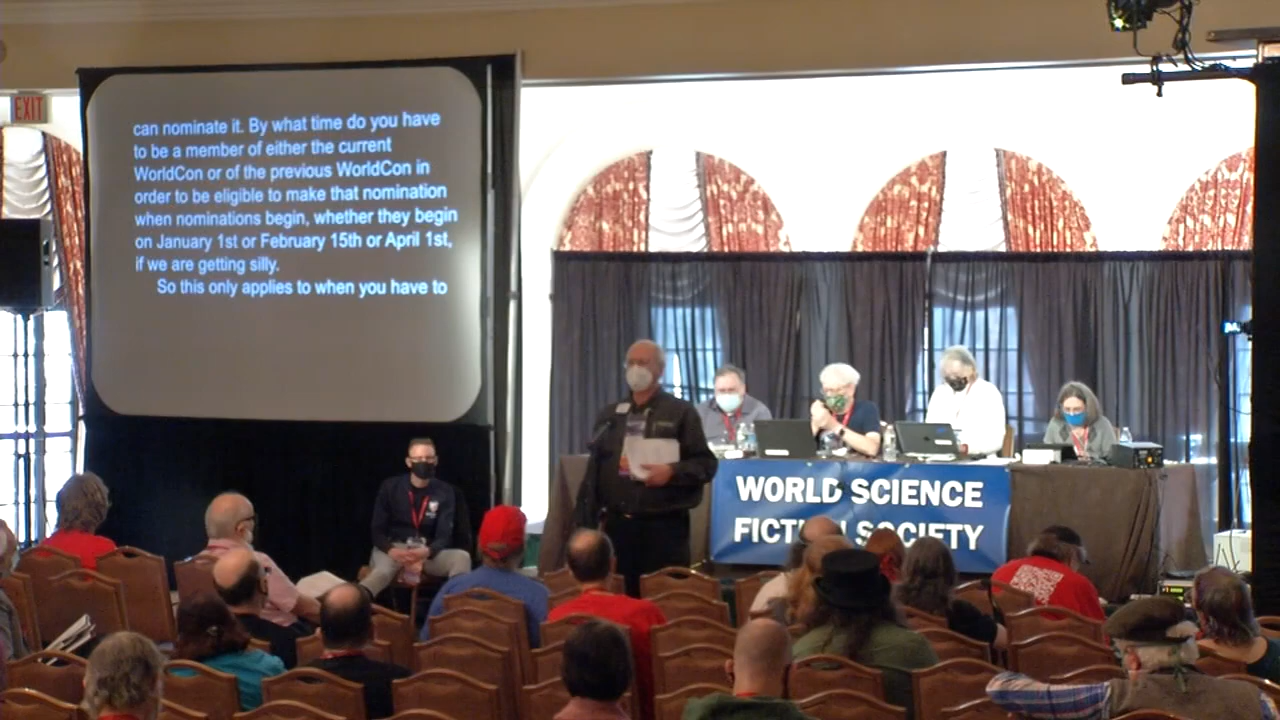 EXIT
can nominate it. By what time do you have
to be a member of either the current
WorldCon or of the previous WorldCon in
order to be eligible to make that nomination
when nominations begin, whether they begin
on January 1st or February 15th or April 1st,
if we are getting silly.
So this only applies to when you have to
WORLD SCIENCE
FICTION SOCIETY